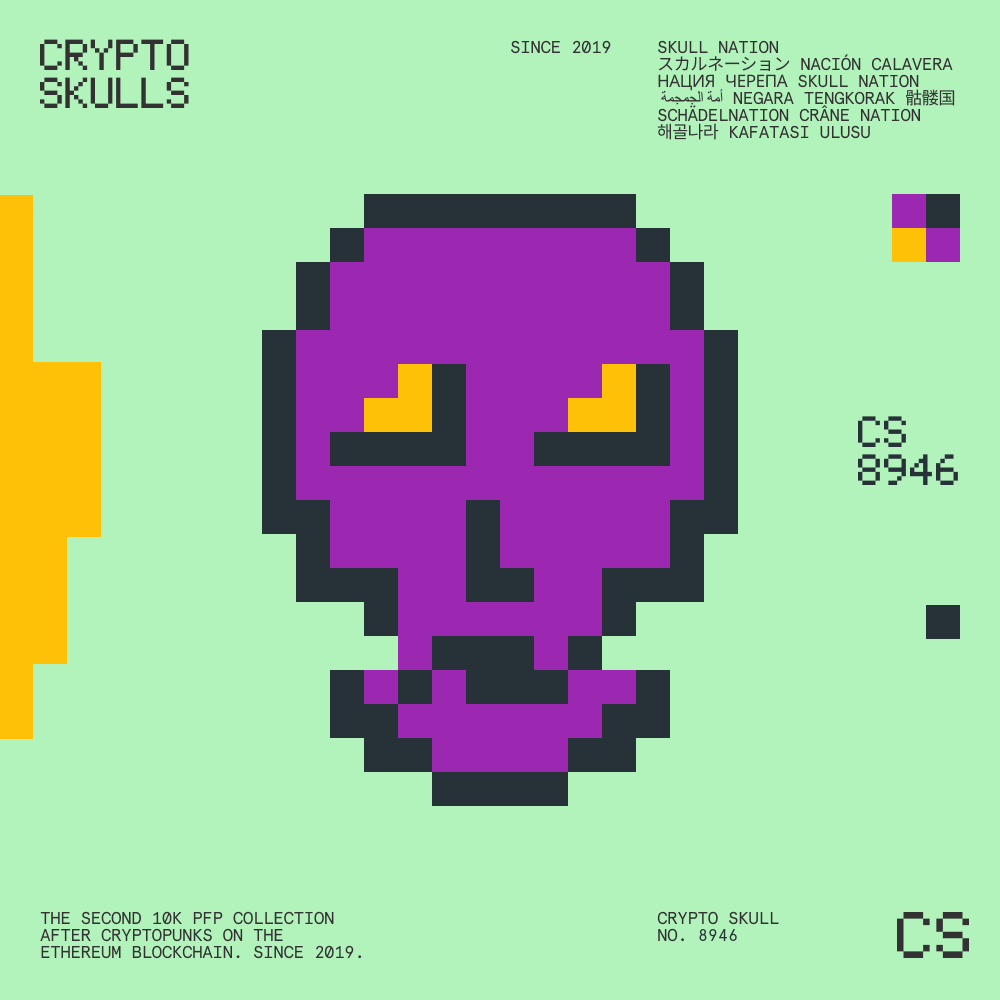 CRYPTO
SKULLS
SINCE 2019
SKULL NATION
スカルネーション NACIÓN CALAVERA
НАЦИЯ ЧЕРЕПА SKULL NATION
أمة الجمجمة NEGARA TENGKORAK 骷髅国
SCHÄDELNATION CRÂNE NATION
해골나라 KAFATASI ULUSU
CS
8946
THE SECOND 10K PFP COLLECTION
AFTER CRYPTOPUNKS ON THE
ETHEREUM BLOCKCHAIN. SINCE 2019.
CRYPTO SKULL
NO. 8946
CS